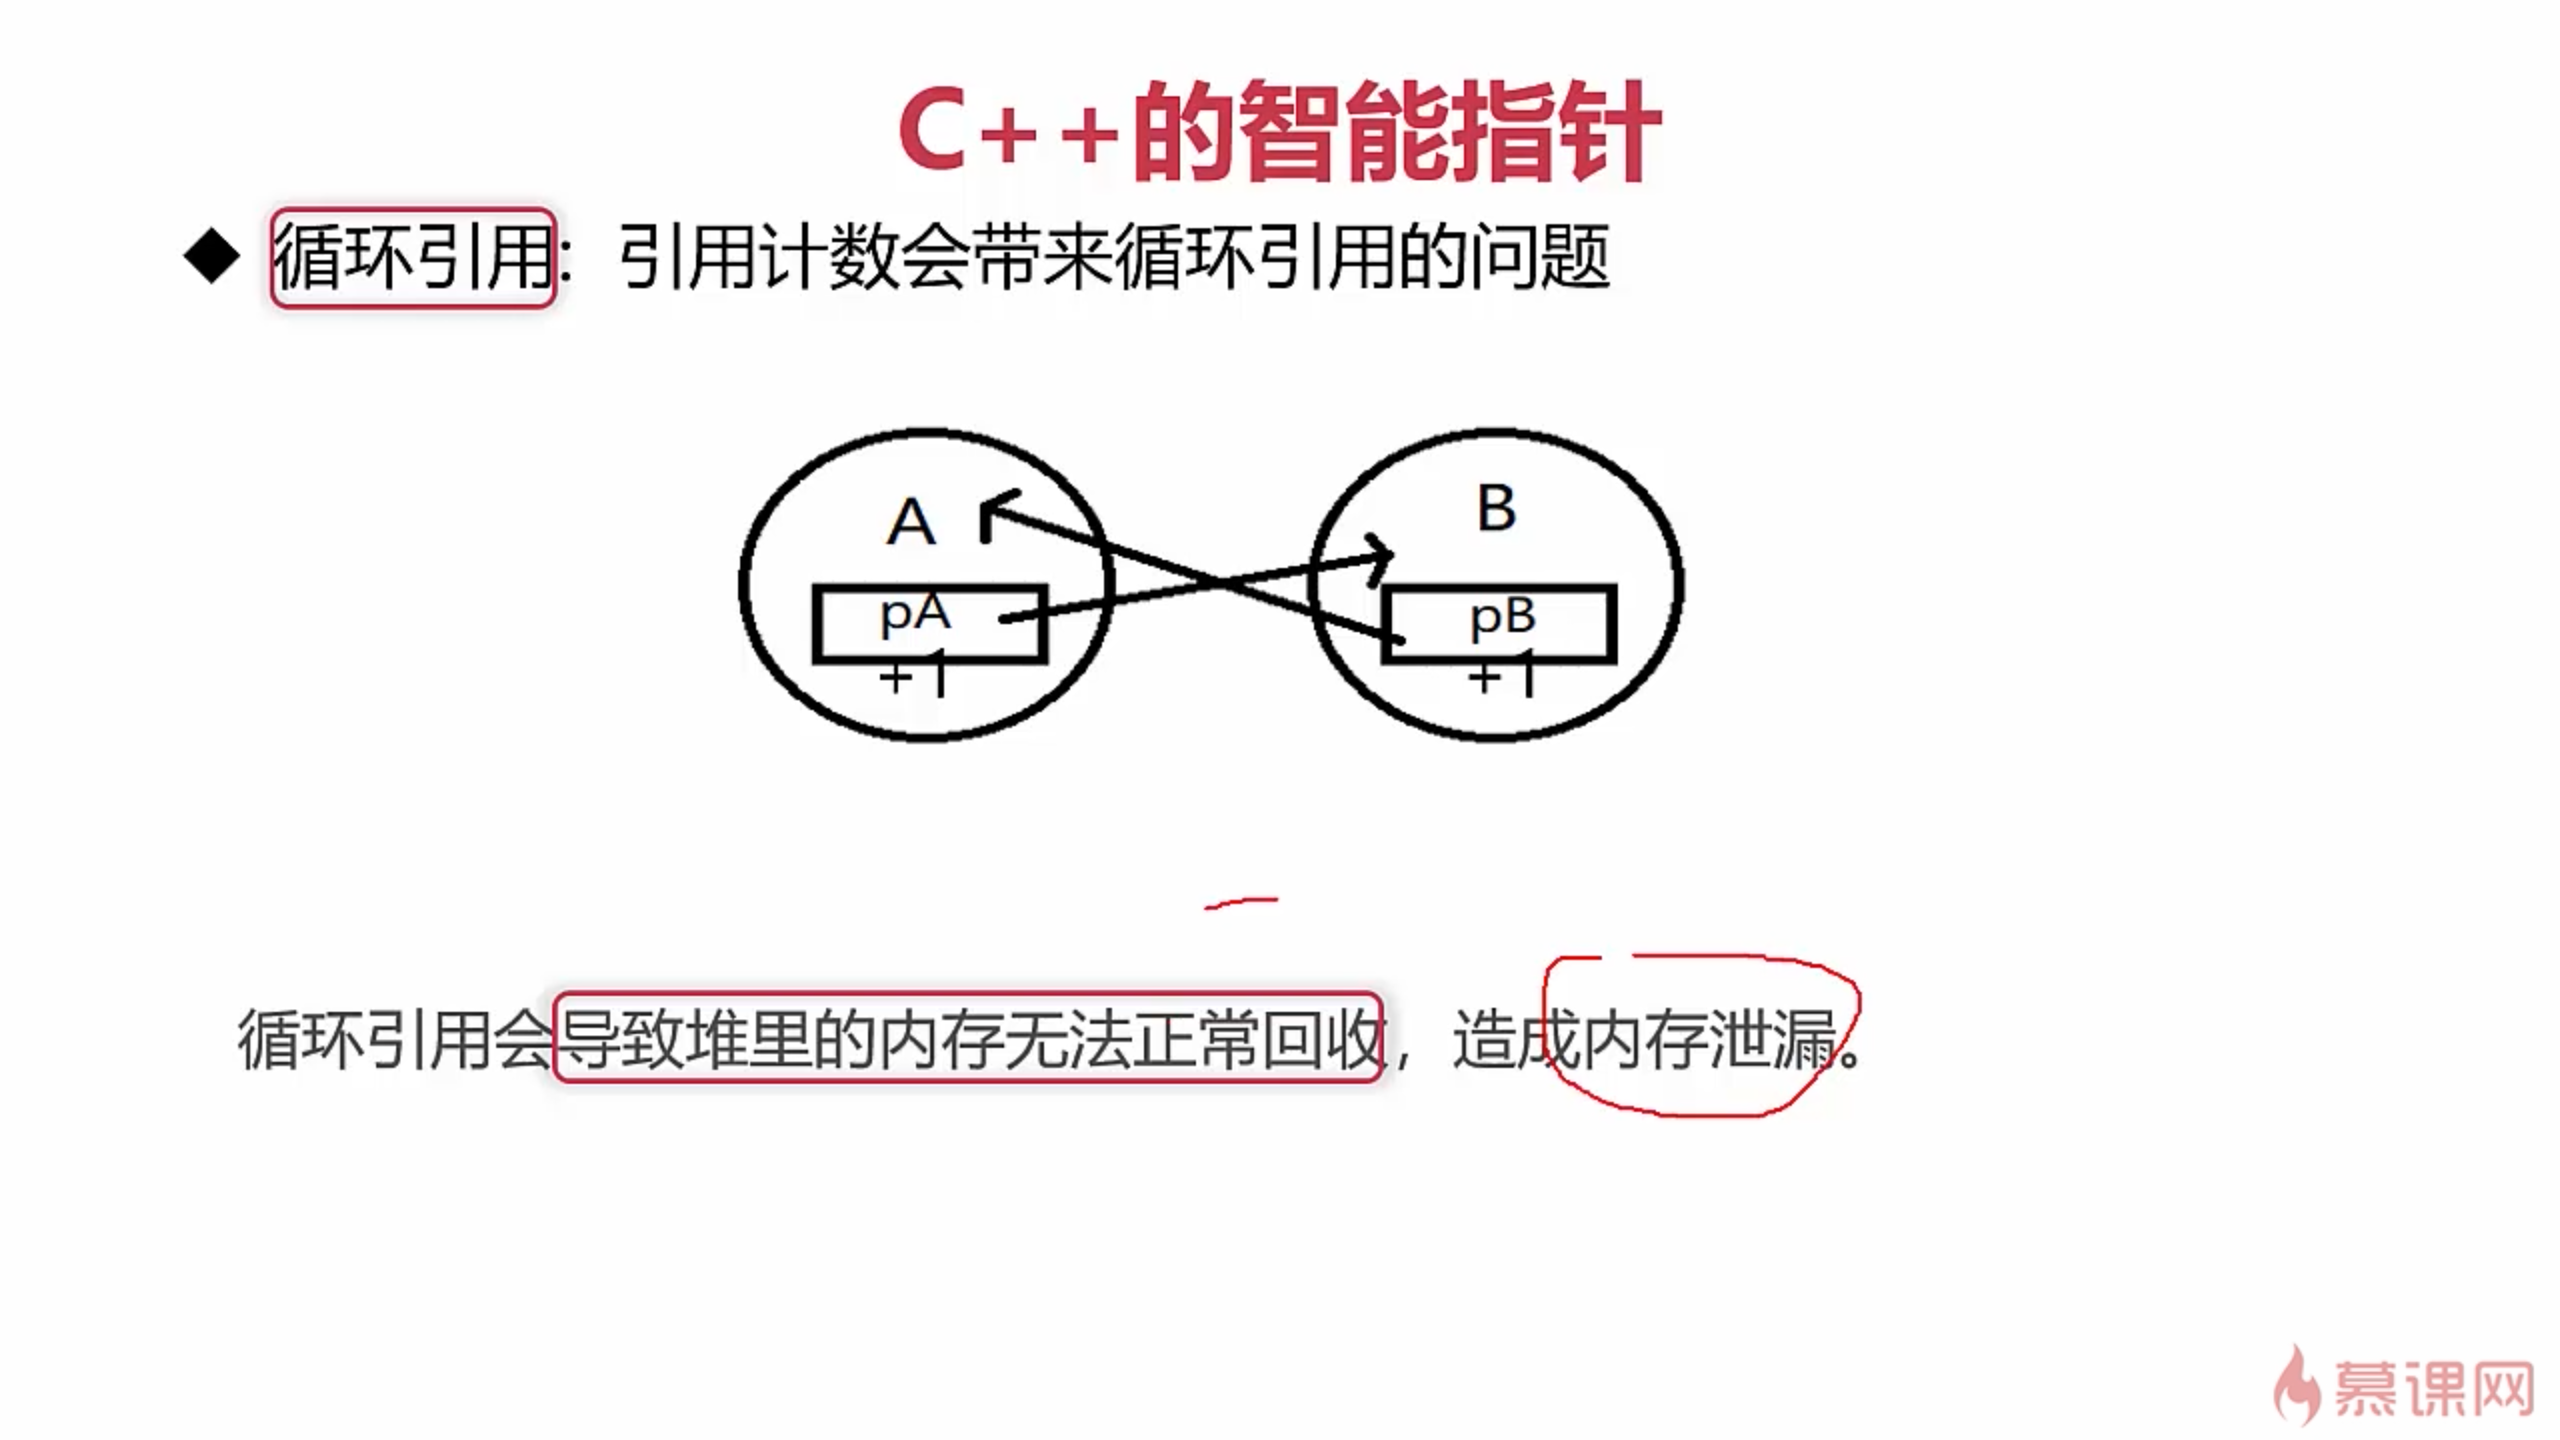 C++的智能指针
◆ 循环引用：引用计数会带来循环引用的问题
A
B
pA
pB
+1
+1
循环引用会导致堆里的内存无法正常回收，造成内存泄漏。
慕课网